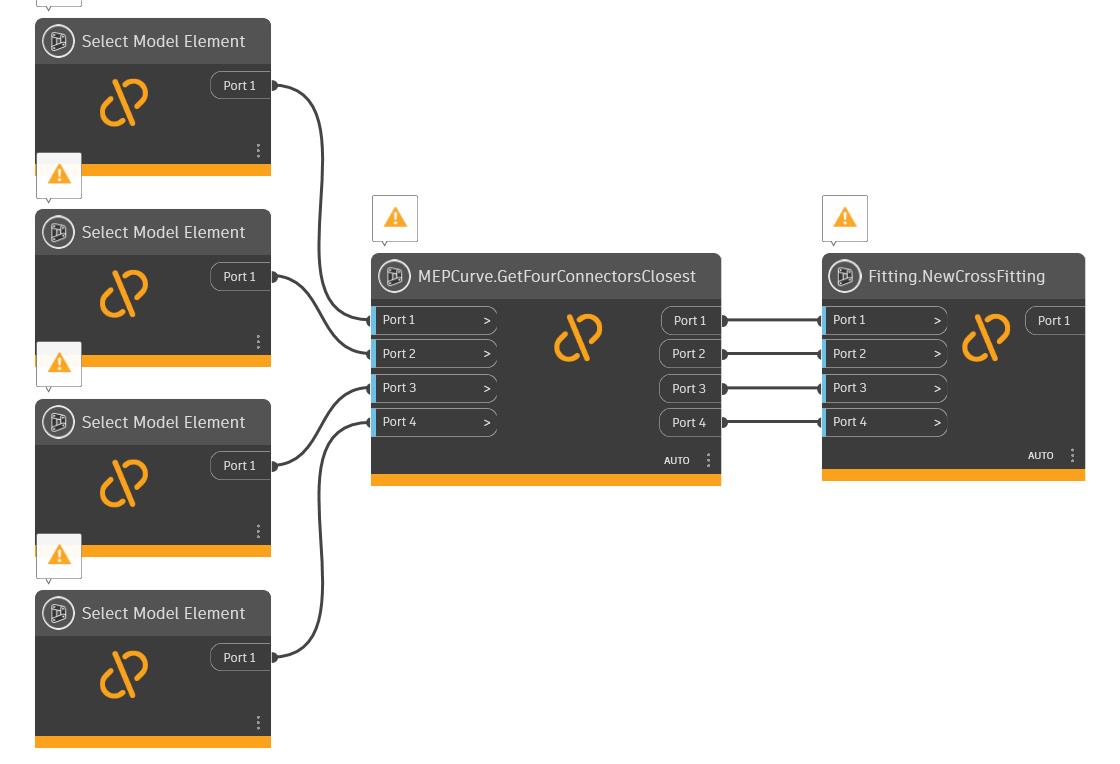 Select Model Element
Port 1
Select Model Element
Port 1
Select Model Element
Port 1
Select Model Element
Port 1
MEPCurve.GetFourConnectorsClosest
Port 1 >
Port 1
Port 2 >
Port 2
Port 3 >
Port 3
Port 4 >
Port 4
AUTO
Fitting.NewCrossFitting
Port 1 >
Port 1
Port 2 >
Port 3 >
Port 4 >
AUTO